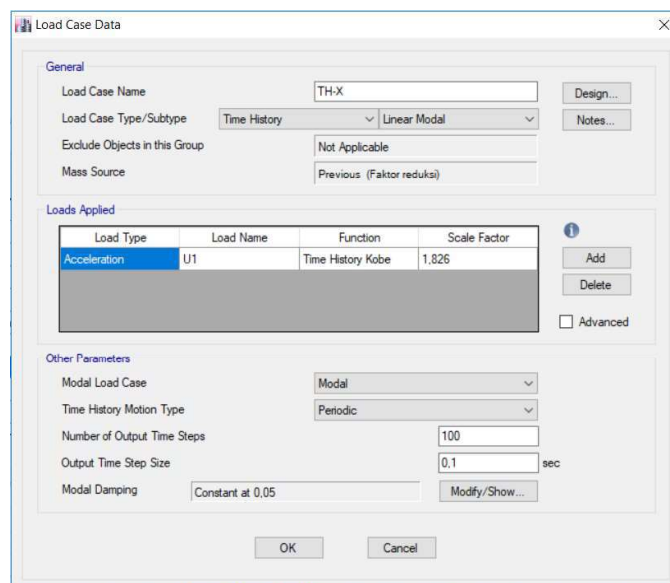 Load Case Data
General
Load Case Name TH-X Design...
Load Case Type/Subtype Time History Linear Modal Notes...
Exclude Objects in this Group Not Applicable
Mass Source Previous (Faktor reduksi)
Loads Applied
Load Type Load Name Function Scale Factor
Acceleration U1 Time History Kobe 1,826
Add
Delete
Advanced
Other Parameters
Modal Load Case Modal
Time History Motion Type Periodic
Number of Output Time Steps 100
Output Time Step Size 0,1 sec
Modal Damping Constant at 0,05 Modify/Show...
OK Cancel